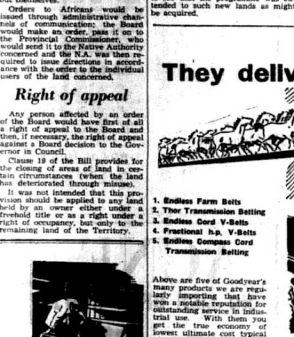 out themselves.
Orders to Africans would be
issued through administrative chan-
nels of communication; the Board
would make an order, pass it on to
the Provincial Commissioner, who
would send it to the Native Authority
concerned and the N.A. was then re-
quired to issue directions in accord-
ance with the order to the individual
users of the land concerned.
Right of appeal
Any person affected by an order
of the Board would have first of all
a right of appeal to the Board and
then, if necessary, the right of appeal
against a Board decision to the Gov-
ernor in Council.
Clause 19 of the Bill provides for
the closing of areas of land in cer-
tain circumstances (when the land
has deteriorated through misuse).
It was not intended that this pro-
vision should be applied to any land
held by an owner either under a
freehold title or as a right under a
right of occupancy, but only to the
remaining land of the Territory.
tended to such new lands as might
be acquired.
They deliv
1. Endless Farm Belts
2. Thor Transmission Belting
3. Endless Cord V-Belts
4. Fractional h.p. V-Belts
5. Endless Compass Cord
Transmission Belting
Above are five of Goodyear's
many products we are regu-
larly importing that have
won a notable reputation for
outstanding service in indus-
trial use. With them you
get the true economy of
lowest ultimate cost typical